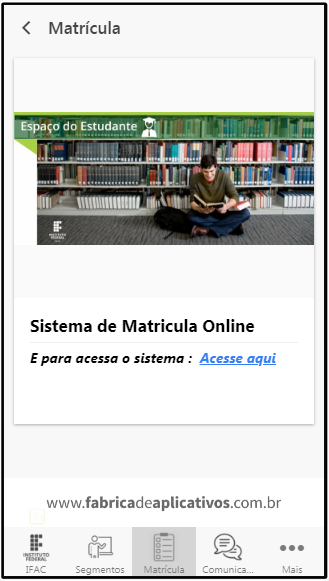 Matrícula
Espaço do Estudante
INSTITUTO
FEDERAL
Sistema de Matricula Online
E para acessa o sistema : Acesse aqui
www.fabricadeaplicativos.com.br
INSTITUTO
FEDERAL
IFAC
Segmentos
Matrícula
Comunica...
Mais